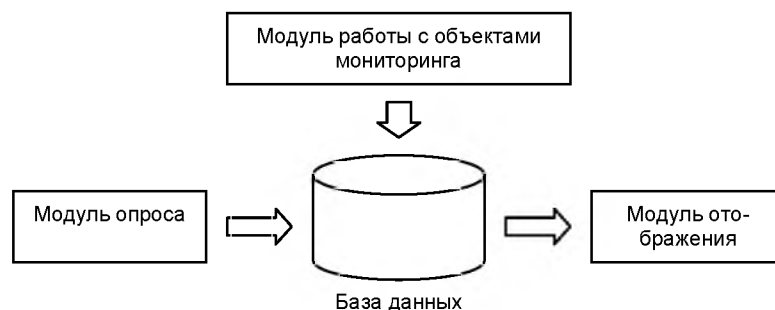 Модуль работы с объектами
мониторинга
Модуль опроса
Модуль ото-
бражения
База данных